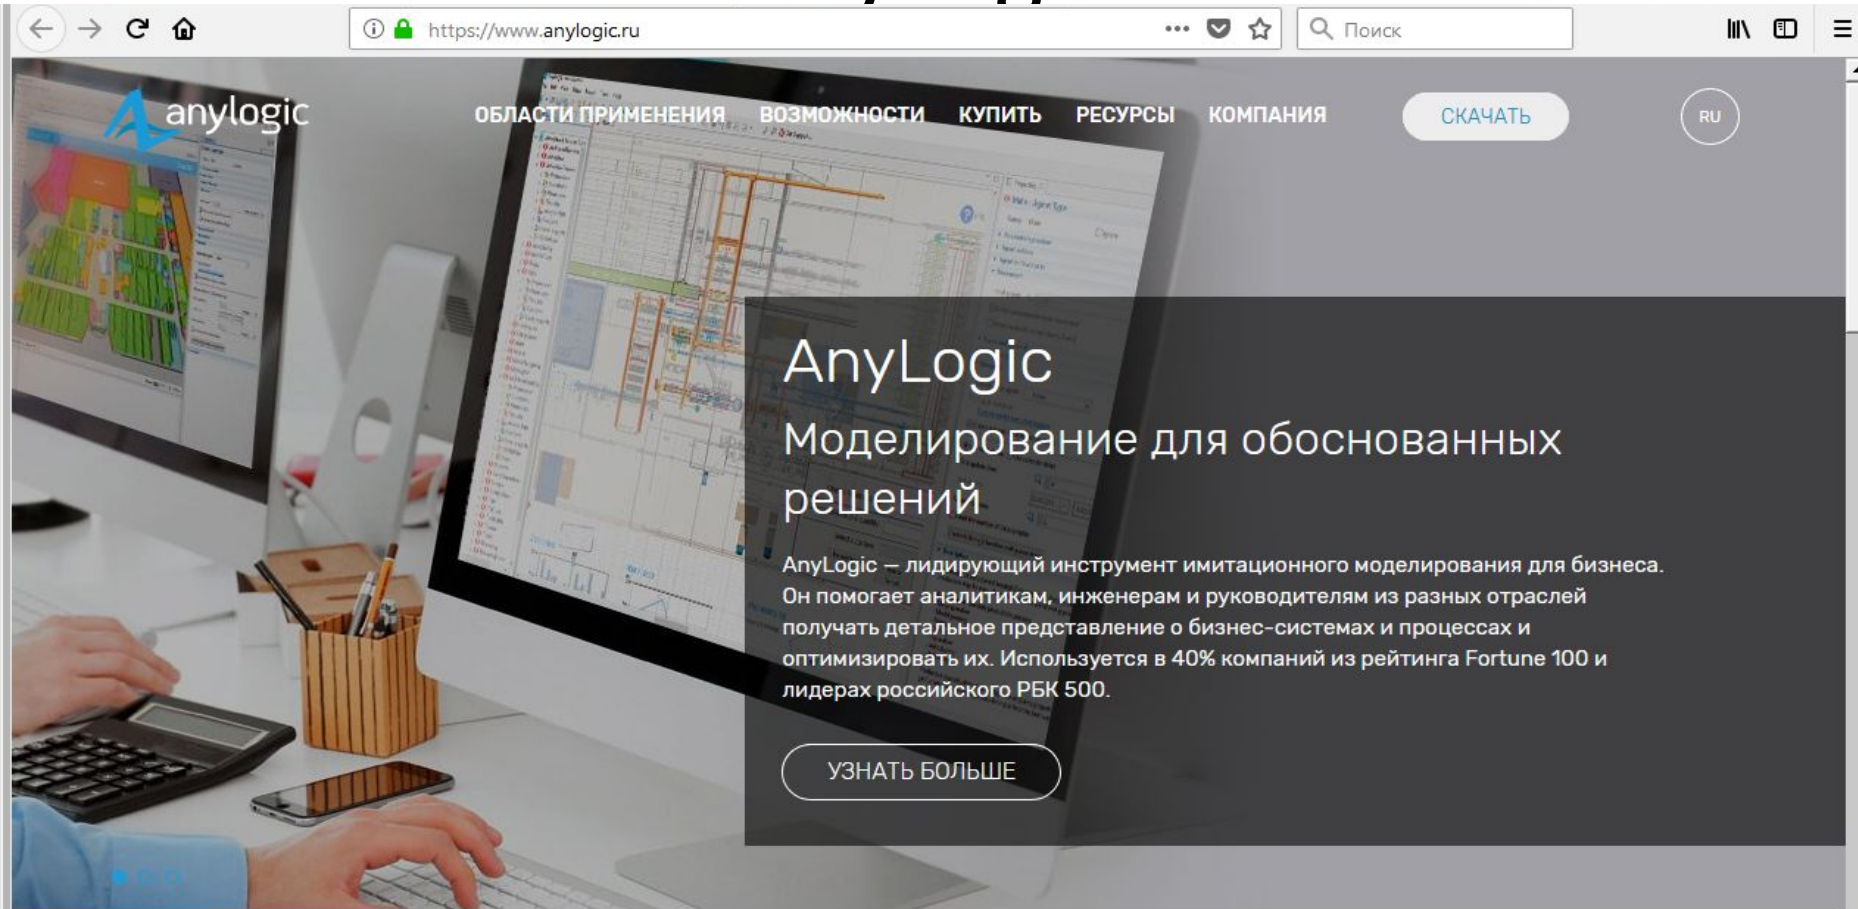 https://www.anylogic.ru
Поиск
anylogic
ОБЛАСТИ ПРИМЕНЕНИЯ ВОЗМОЖНОСТИ КУПИТЬ РЕСУРСЫ КОМПАНИЯ СКАЧАТЬ RU
AnyLogic
Моделирование для обоснованных
решений
AnyLogic — лидирующий инструмент имитационного моделирования для бизнеса.
Он помогает аналитикам, инженерам и руководителям из разных отраслей
получать детальное представление о бизнес-системах и процессах и
оптимизировать их. Используется в 40% компаний из рейтинга Fortune 100 и
лидерах российского РБК 500.
УЗНАТЬ БОЛЬШЕ